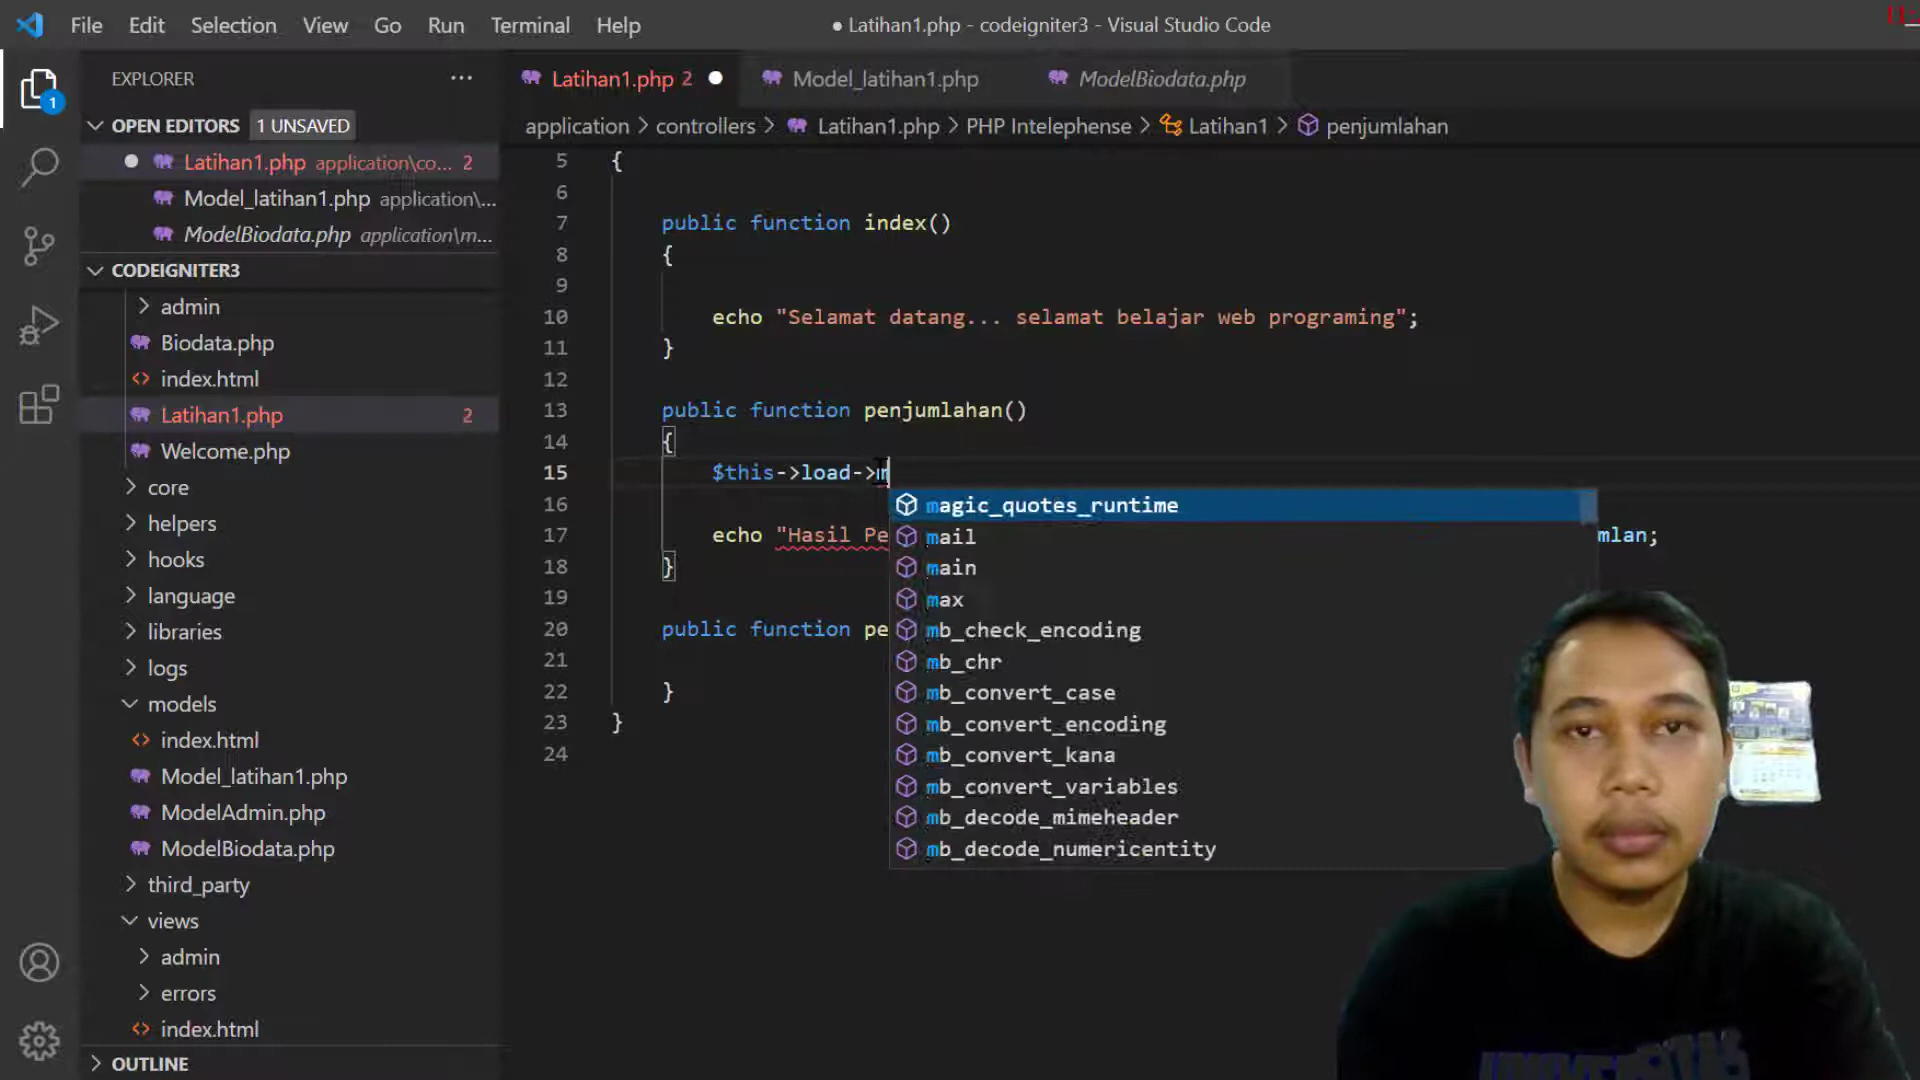 File Edit Selection View Go Run Terminal Help
● Latihan1.php - codeigniter3 - Visual Studio Code
EXPLORER ...
OPEN EDITORS 1 UNSAVED
Latihan1.php application\co... 2
Model_latihan1.php application\...
ModelBiodata.php application\m...
CODEIGNITER3
admin
Biodata.php
index.html
Latihan1.php 2
Welcome.php
core
helpers
hooks
language
libraries
logs
models
index.html
Model_latihan1.php
ModelAdmin.php
ModelBiodata.php
third_party
views
admin
errors
index.html
OUTLINE
1
Latihan1.php 2 Model_latihan1.php ModelBiodata.php
application > controllers > Latihan1.php > PHP Intelephense > Latihan1 > penjumlahan
5 {
6
7 public function index()
8 {
9
10 echo "Selamat datang... selamat belajar web programing";
11 }
12
13 public function penjumlahan()
14 {
15 $this->load->m
16
17 echo "Hasil Pe mlan;
18 }
19
20 public function pe
21
22 }
23 }
24
magic_quotes_runtime
mail
main
max
mb_check_encoding
mb_chr
mb_convert_case
mb_convert_encoding
mb_convert_kana
mb_convert_variables
mb_decode_mimeheader
mb_decode_numericentity